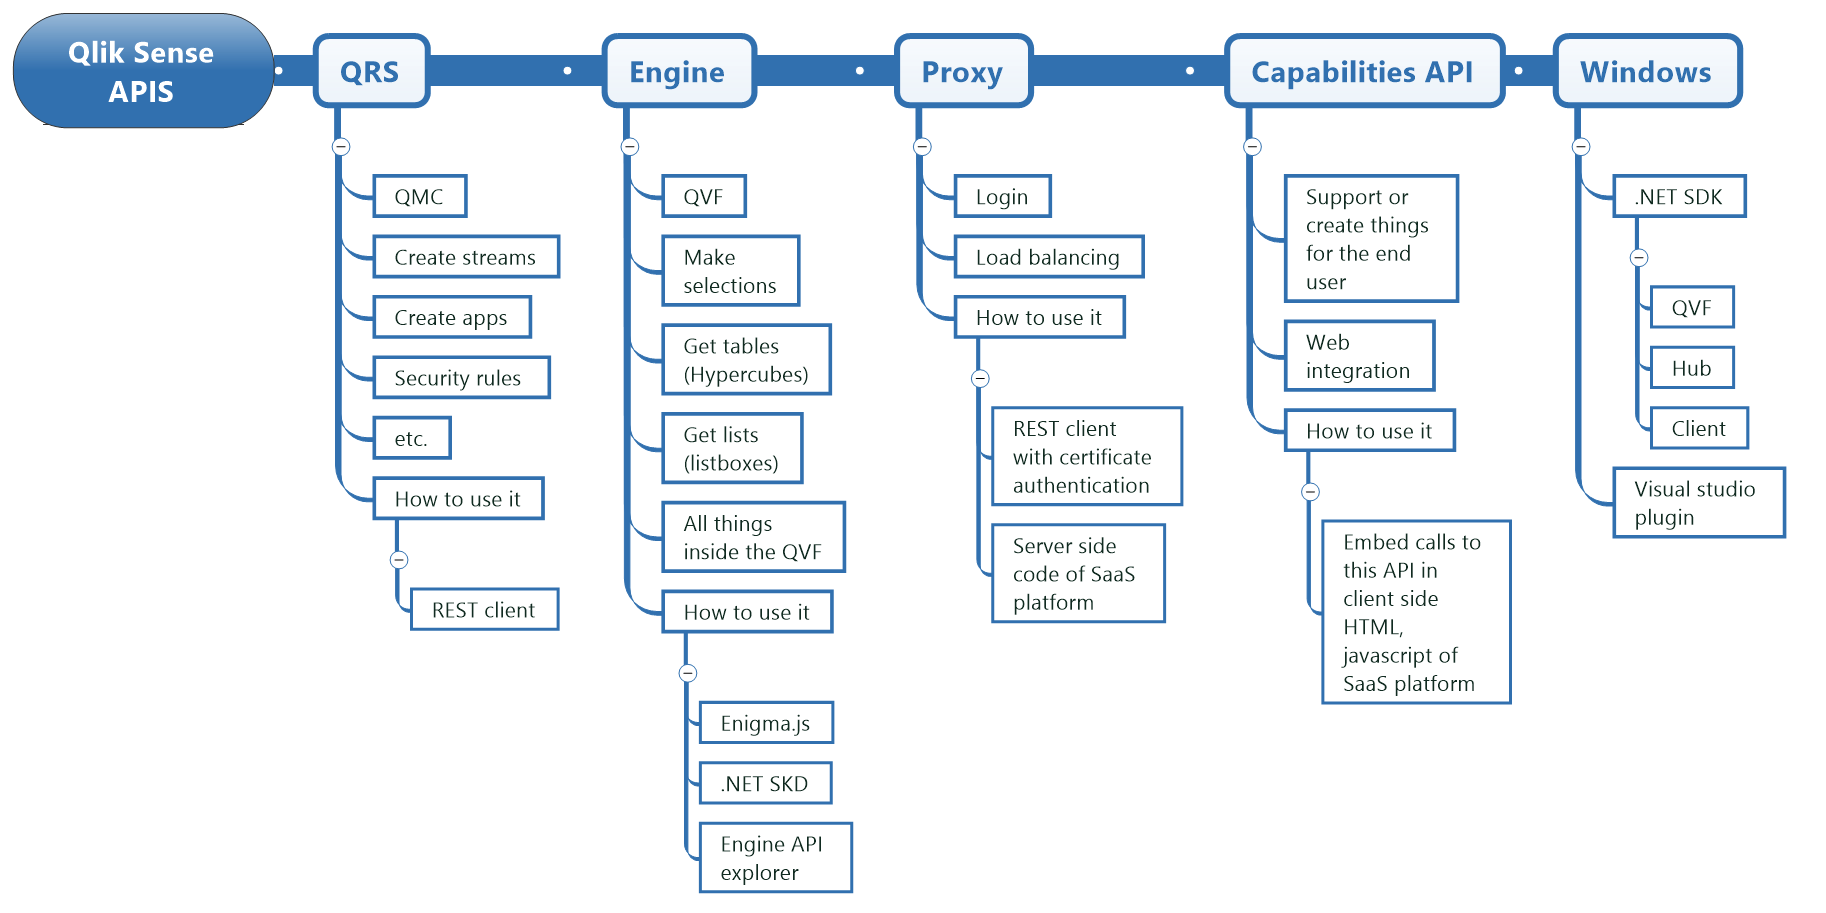 Qlik Sense
APIS
QRS
QMC
Create streams
Create apps
Security rules
etc.
How to use it
REST client
Engine
QVF
Make
selections
Get tables
(Hypercubes)
Get lists
(listboxes)
All things
inside the QVF
How to use it
Enigma.js
.NET SKD
Engine API
explorer
Proxy
Login
Load balancing
How to use it
REST client
with certificate
authentication
Server side
code of SaaS
platform
Capabilities API
Support or
create things
for the end
user
Web
integration
How to use it
Embed calls to
this API in
client side
HTML,
javascript of
SaaS platform
Windows
.NET SDK
QVF
Hub
Client
Visual studio
plugin